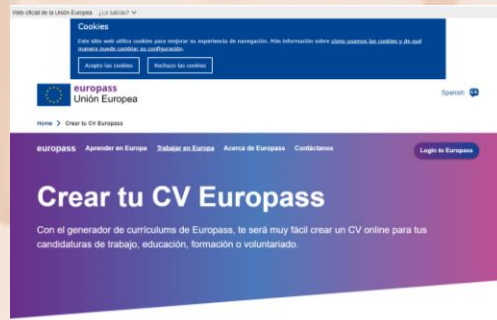 Web oficial de la Unión Europea ¿Lo sabías?
Cookies
Este sitio web utiliza cookies para mejorar su experiencia de navegación. Más información sobre cómo usamos las cookies y de qué
manera puede cambiar su configuración.
Acepto las cookies Rechazo las cookies
europass
Unión Europea
Spanish
Home > Crear tu CV Europass
europass Aprender en Europa Trabajar en Europa Acerca de Europass Contáctanos Login to Europass
Crear tu CV Europass
Con el generador de currículums de Europass, te será muy fácil crear un CV online para tus
candidaturas de trabajo, educación, formación o voluntariado.